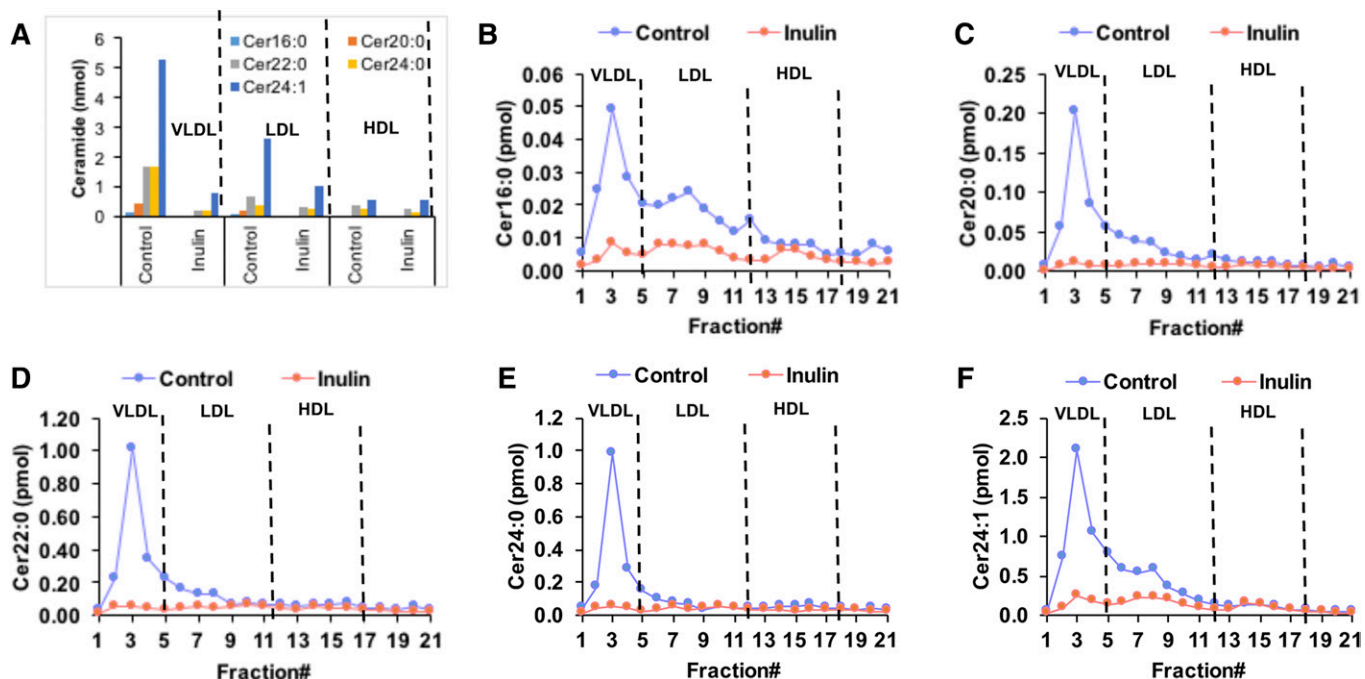 A
Ceramide (nmol)
6
5
4
3
2
1
0
Cer16:0 Cer20:0
Cer22:0 Cer24:0
Cer24:1
VLDL LDL HDL
Control Inulin Control Inulin Control Inulin
B
Control Inulin
VLDL LDL HDL
Cer16:0 (pmol)
0.06
0.05
0.04
0.03
0.02
0.01
0.00
1 3 5 7 9 11 13 15 17 19 21
Fraction#
C
Control Inulin
VLDL LDL HDL
Cer20:0 (pmol)
0.25
0.20
0.15
0.10
0.05
0.00
1 3 5 7 9 11 13 15 17 19 21
Fraction#
D
Control Inulin
VLDL LDL HDL
Cer22:0 (pmol)
1.20
1.00
0.80
0.60
0.40
0.20
0.00
1 3 5 7 9 11 13 15 17 19 21
Fraction#
E
Control Inulin
VLDL LDL HDL
Cer24:0 (pmol)
1.2
1.0
0.8
0.6
0.4
0.2
0.0
1 3 5 7 9 11 13 15 17 19 21
Fraction#
F
Control Inulin
VLDL LDL HDL
Cer24:1 (pmol)
2.5
2.0
1.5
1.0
0.5
0.0
1 3 5 7 9 11 13 15 17 19 21
Fraction#